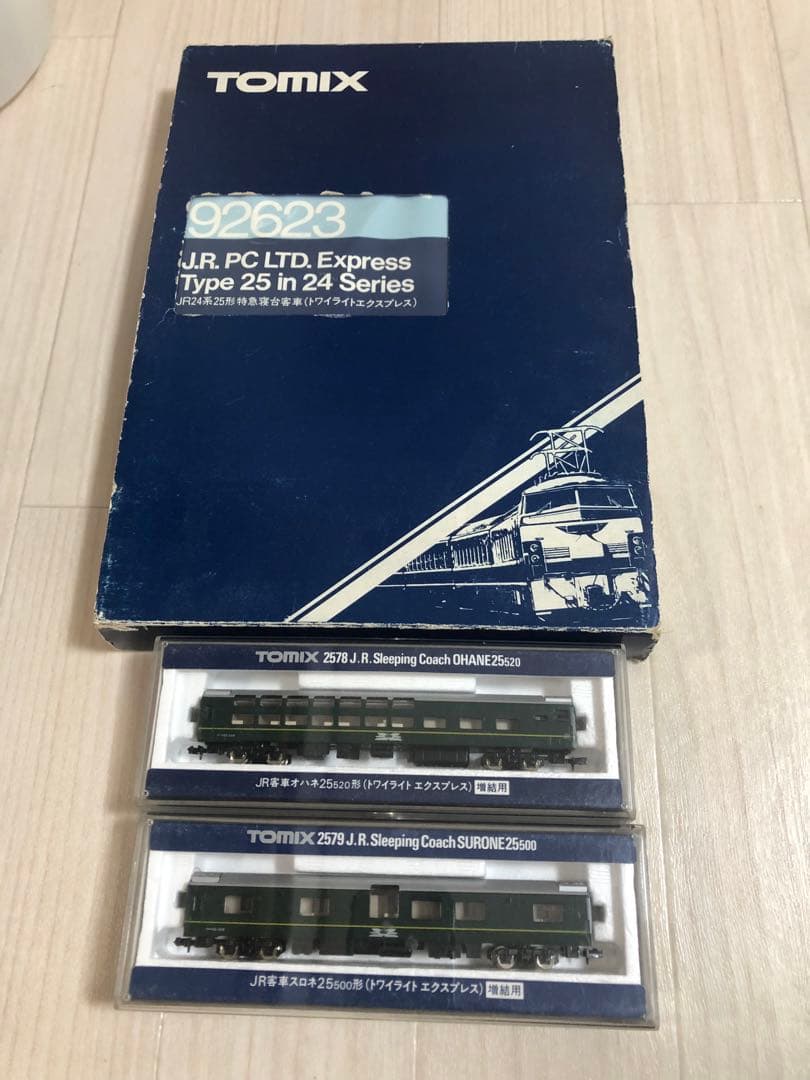 TOMIX
92623
J.R. PC LTD. Express
Type 25 in 24 Series
JR24系25形特急寝台客車(トワイライトエクスプレス)
TOMIX 2578 J.R. Sleeping Coach OHANE25520
JR客車オハネ25520形(トワイライト エクスプレス) 増結用
TOMIX 2579 J.R. Sleeping Coach SURONE25500
JR客車スロネ25500形(トワイライト エクスプレス) 増結用